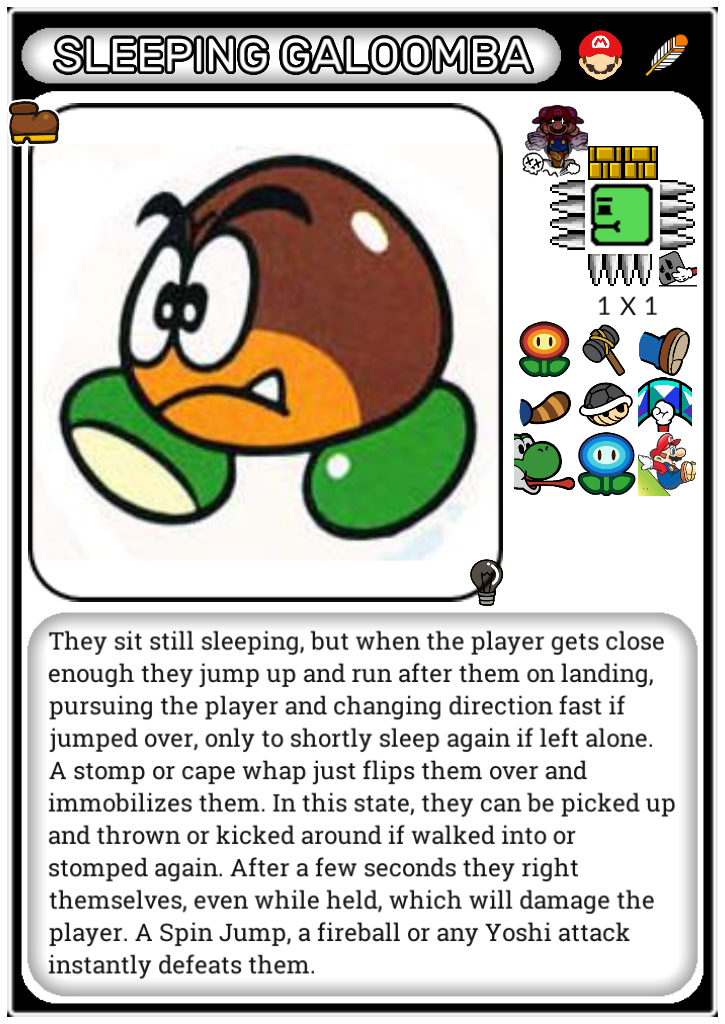 SLEEPING GALOOMBA
M
1 X 1
They sit still sleeping, but when the player gets close
enough they jump up and run after them on landing,
pursuing the player and changing direction fast if
jumped over, only to shortly sleep again if left alone.
A stomp or cape whap just flips them over and
immobilizes them. In this state, they can be picked up
and thrown or kicked around if walked into or
stomped again. After a few seconds they right
themselves, even while held, which will damage the
player. A Spin Jump, a fireball or any Yoshi attack
instantly defeats them.